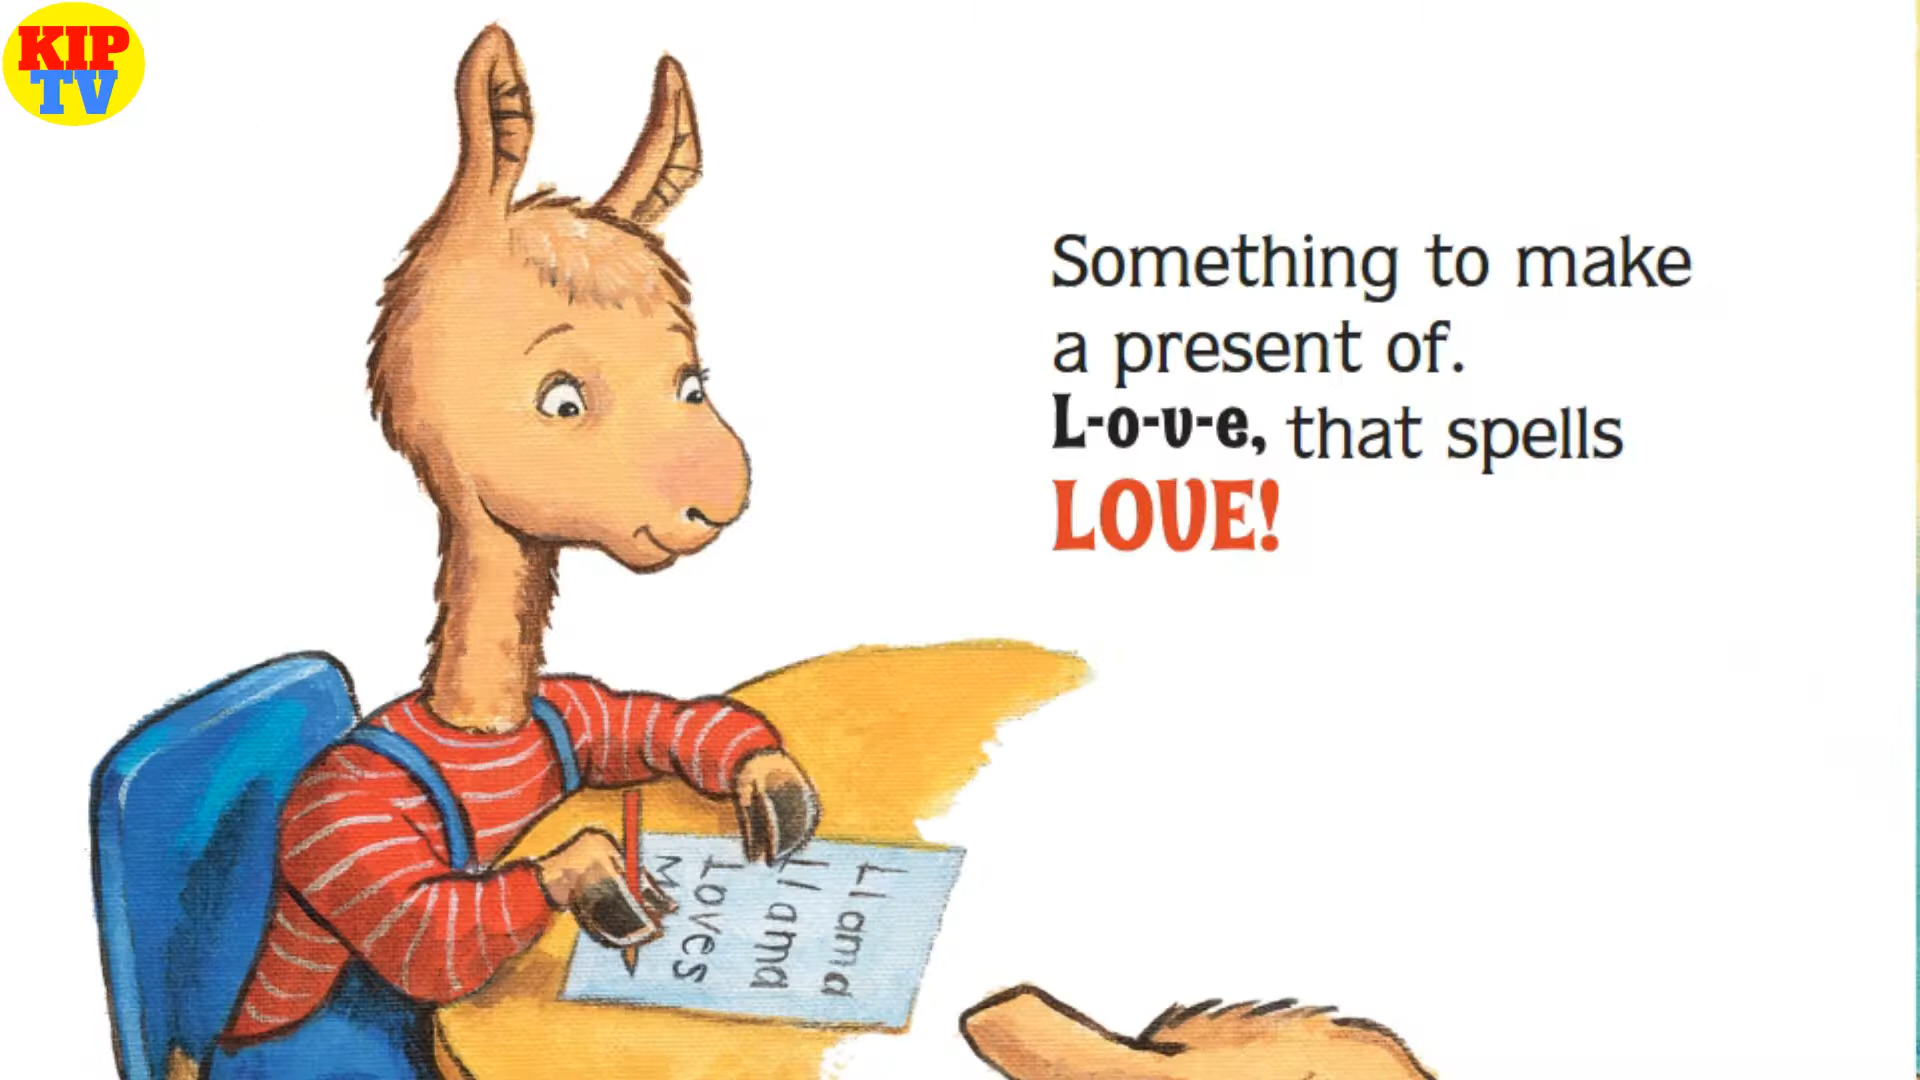 KIP
TV
Something to make
a present of.
L-o-v-e, that spells
LOVE!
Llama
Llama
Loves
M